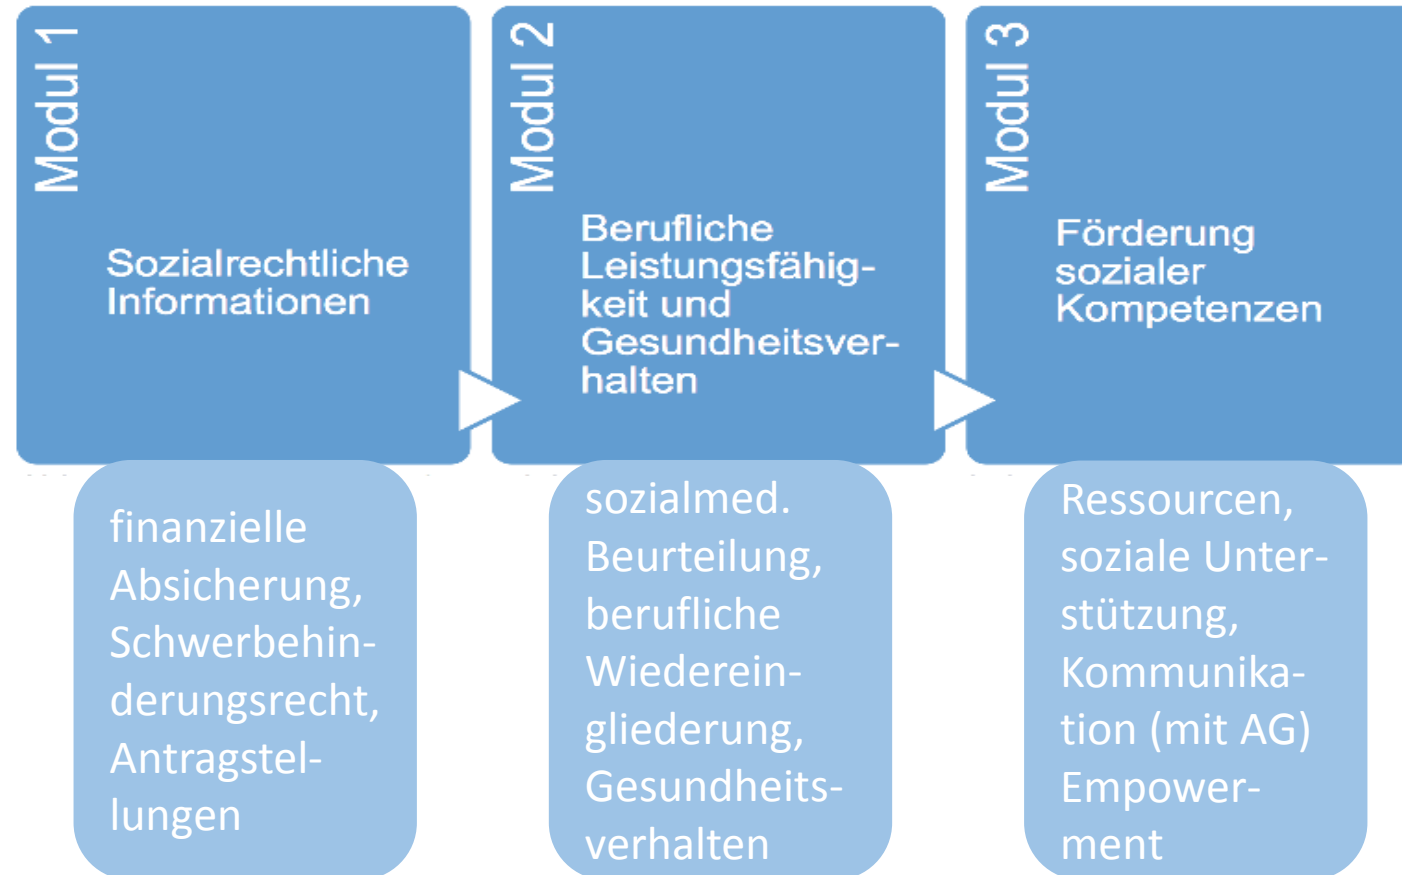 Modul 1
Sozialrechtliche
Informationen
finanzielle
Absicherung,
Schwerbehin-
derungsrecht,
Antragstel-
lungen
Modul 2
Berufliche
Leistungsfähig-
keit und
Gesundheitsver-
halten
sozialmed.
Beurteilung,
berufliche
Wiederein-
gliederung,
Gesundheits-
verhalten
Modul 3
Förderung
sozialer
Kompetenzen
Ressourcen,
soziale Unter-
stützung,
Kommunika-
tion (mit AG)
Empower-
ment